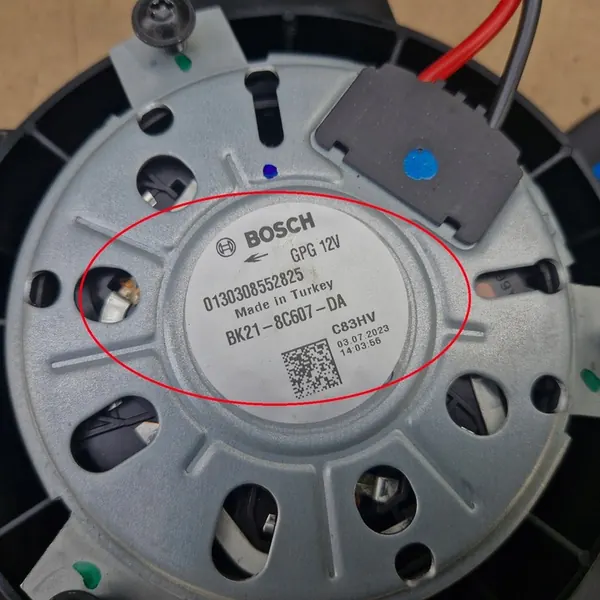 BOSCH
GPG 12V
0130308552825
Made in Turkey
BK21-8C607-DA
C83HV
03.07.2023
14:03:56